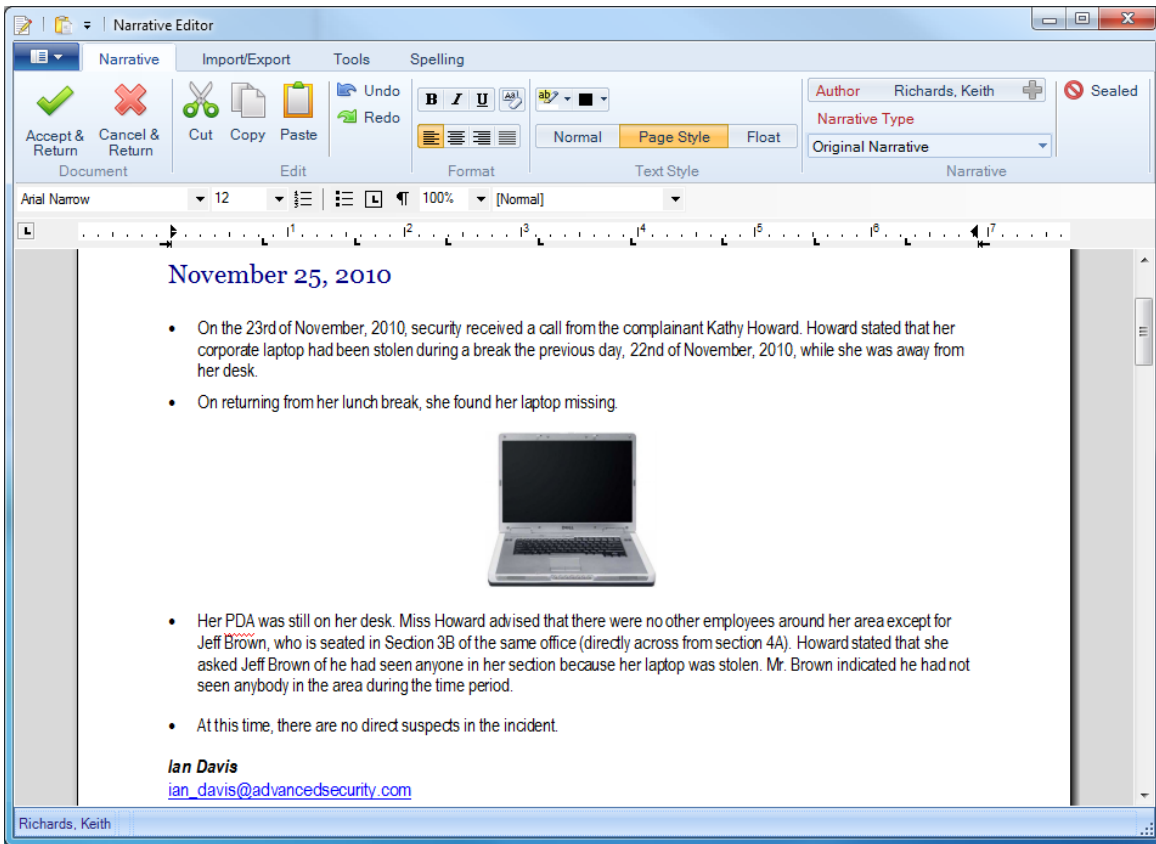 Narrative Editor
Narrative Import/Export Tools Spelling
Accept & Return
Cancel & Return
Cut Copy Paste
Undo
Redo
B I U
Normal Page Style Float
Author Richards, Keith
Narrative Type
Original Narrative
Sealed
Document Edit Format Text Style Narrative
Arial Narrow 12 100% [Normal]
1 2 3 4 5 6 7
November 25, 2010
• On the 23rd of November, 2010, security received a call from the complainant Kathy Howard. Howard stated that her
corporate laptop had been stolen during a break the previous day, 22nd of November, 2010, while she was away from
her desk.
• On returning from her lunch break, she found her laptop missing.
• Her PDA was still on her desk. Miss Howard advised that there were no other employees around her area except for
Jeff Brown, who is seated in Section 3B of the same office (directly across from section 4A). Howard stated that she
asked Jeff Brown of he had seen anyone in her section because her laptop was stolen. Mr. Brown indicated he had not
seen anybody in the area during the time period.
• At this time, there are no direct suspects in the incident.
Ian Davis
ian_davis@advancedsecurity.com
Richards, Keith